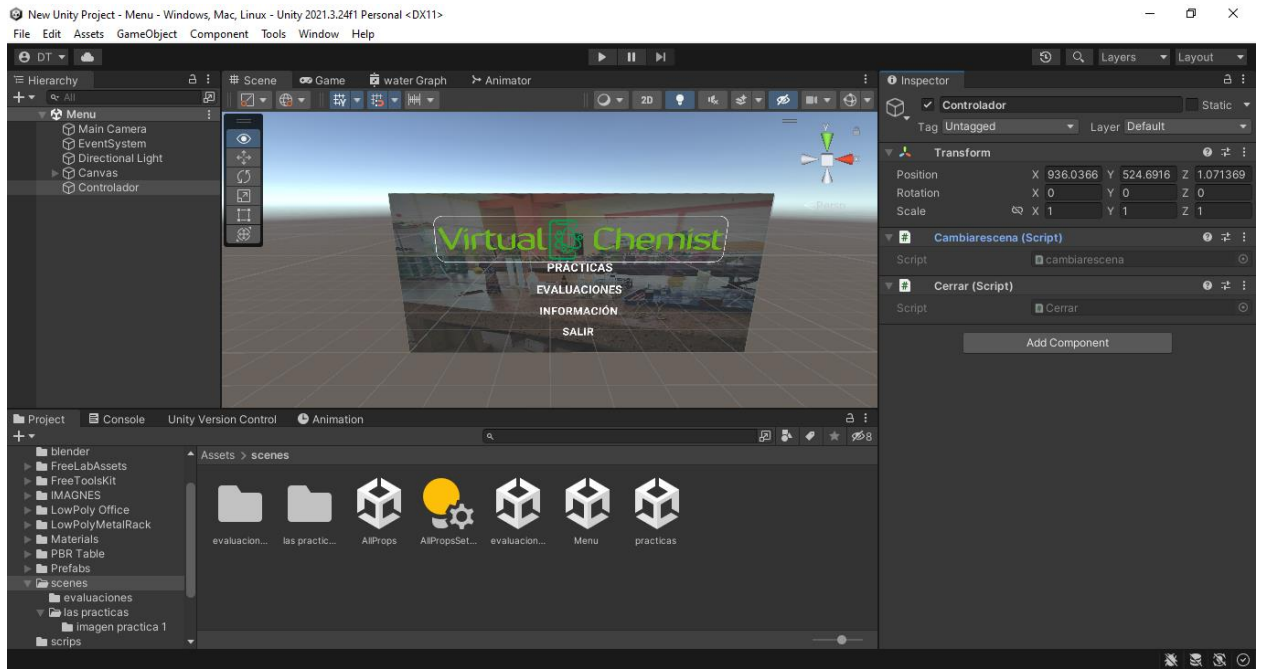 New Unity Project - Menu - Windows, Mac, Linux - Unity 2021.3.24f1 Personal <DX11>
File Edit Assets GameObject Component Tools Window Help
DT Layers Layout
Hierarchy
All
Menu
Main Camera
EventSystem
Directional Light
Canvas
Controlador
Scene Game water Graph Animator
2D
Persp
Virtual Chemist
PRÁCTICAS
EVALUACIONES
INFORMACIÓN
SALIR
Inspector
Controlador Static
Tag Untagged Layer Default
Transform
Position X 936.0366 Y 524.6916 Z 1.071369
Rotation X 0 Y 0 Z 0
Scale X 1 Y 1 Z 1
# Cambiarescena (Script)
Script cambiarescena
# Cerrar (Script)
Script Cerrar
Add Component
Project Console Unity Version Control Animation
8
blender
FreeLabAssets
FreeToolsKit
IMAGNES
LowPoly Office
LowPolyMetalRack
Materials
PBR Table
Prefabs
scenes
evaluaciones
las practicas
imagen practica 1
scrips
Assets > scenes
evaluacion... las practic... AllProps AllPropsSet... evaluacion... Menu practicas